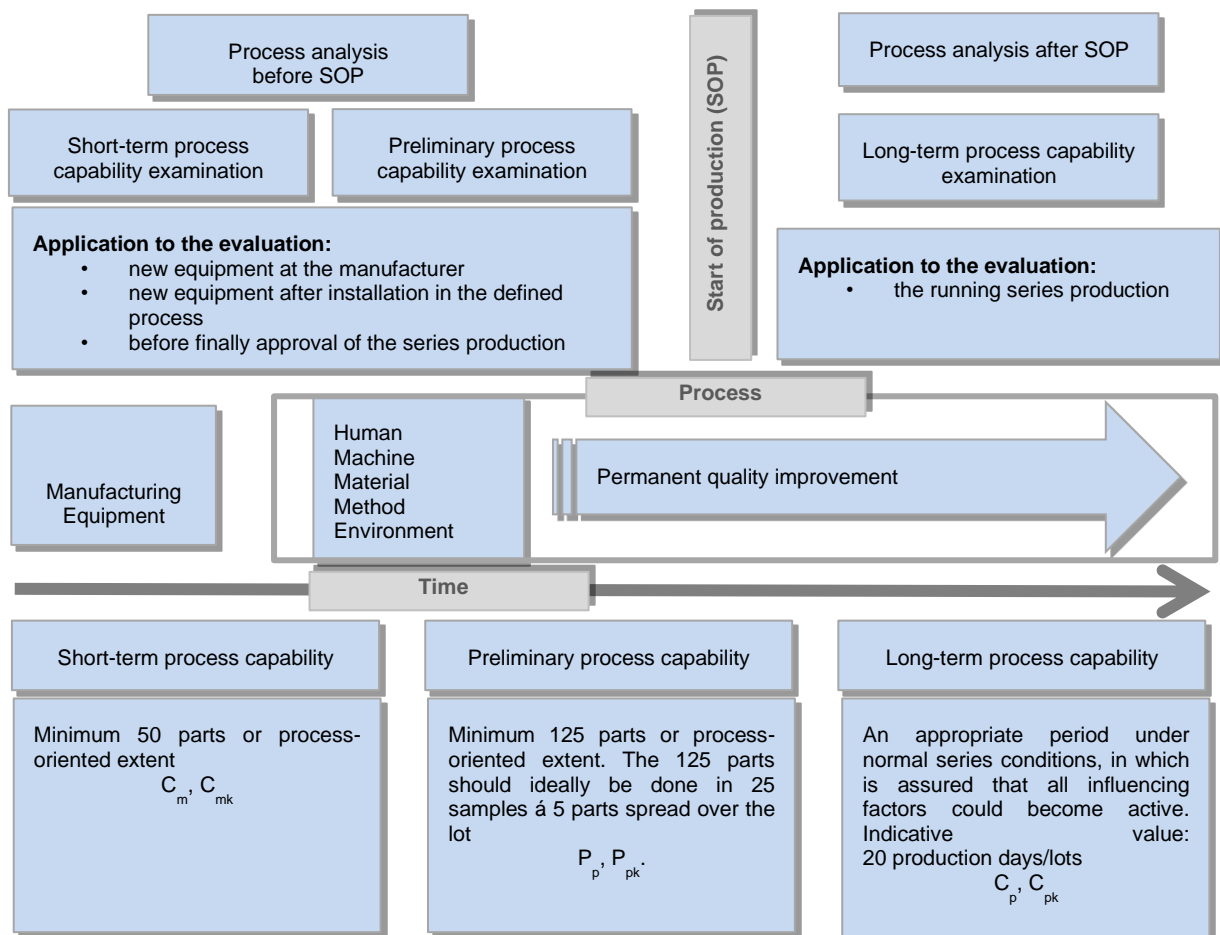 Process analysis
before SOP
Start of production (SOP)
Process analysis after SOP
Short-term process
capability examination
Preliminary process
capability examination
Long-term process capability
examination
Application to the evaluation:
• new equipment at the manufacturer
• new equipment after installation in the defined
process
• before finally approval of the series production
Application to the evaluation:
• the running series production
Process
Manufacturing
Equipment
Human
Machine
Material
Method
Environment
Permanent quality improvement
Time
Short-term process capability
Minimum 50 parts or process-
oriented extent
Cm, Cmk
Preliminary process capability
Minimum 125 parts or process-
oriented extent. The 125 parts
should ideally be done in 25
samples á 5 parts spread over the
lot
Pp, Ppk.
Long-term process capability
An appropriate period under
normal series conditions, in which
is assured that all influencing
factors could become active.
Indicative value:
20 production days/lots
Cp, Cpk